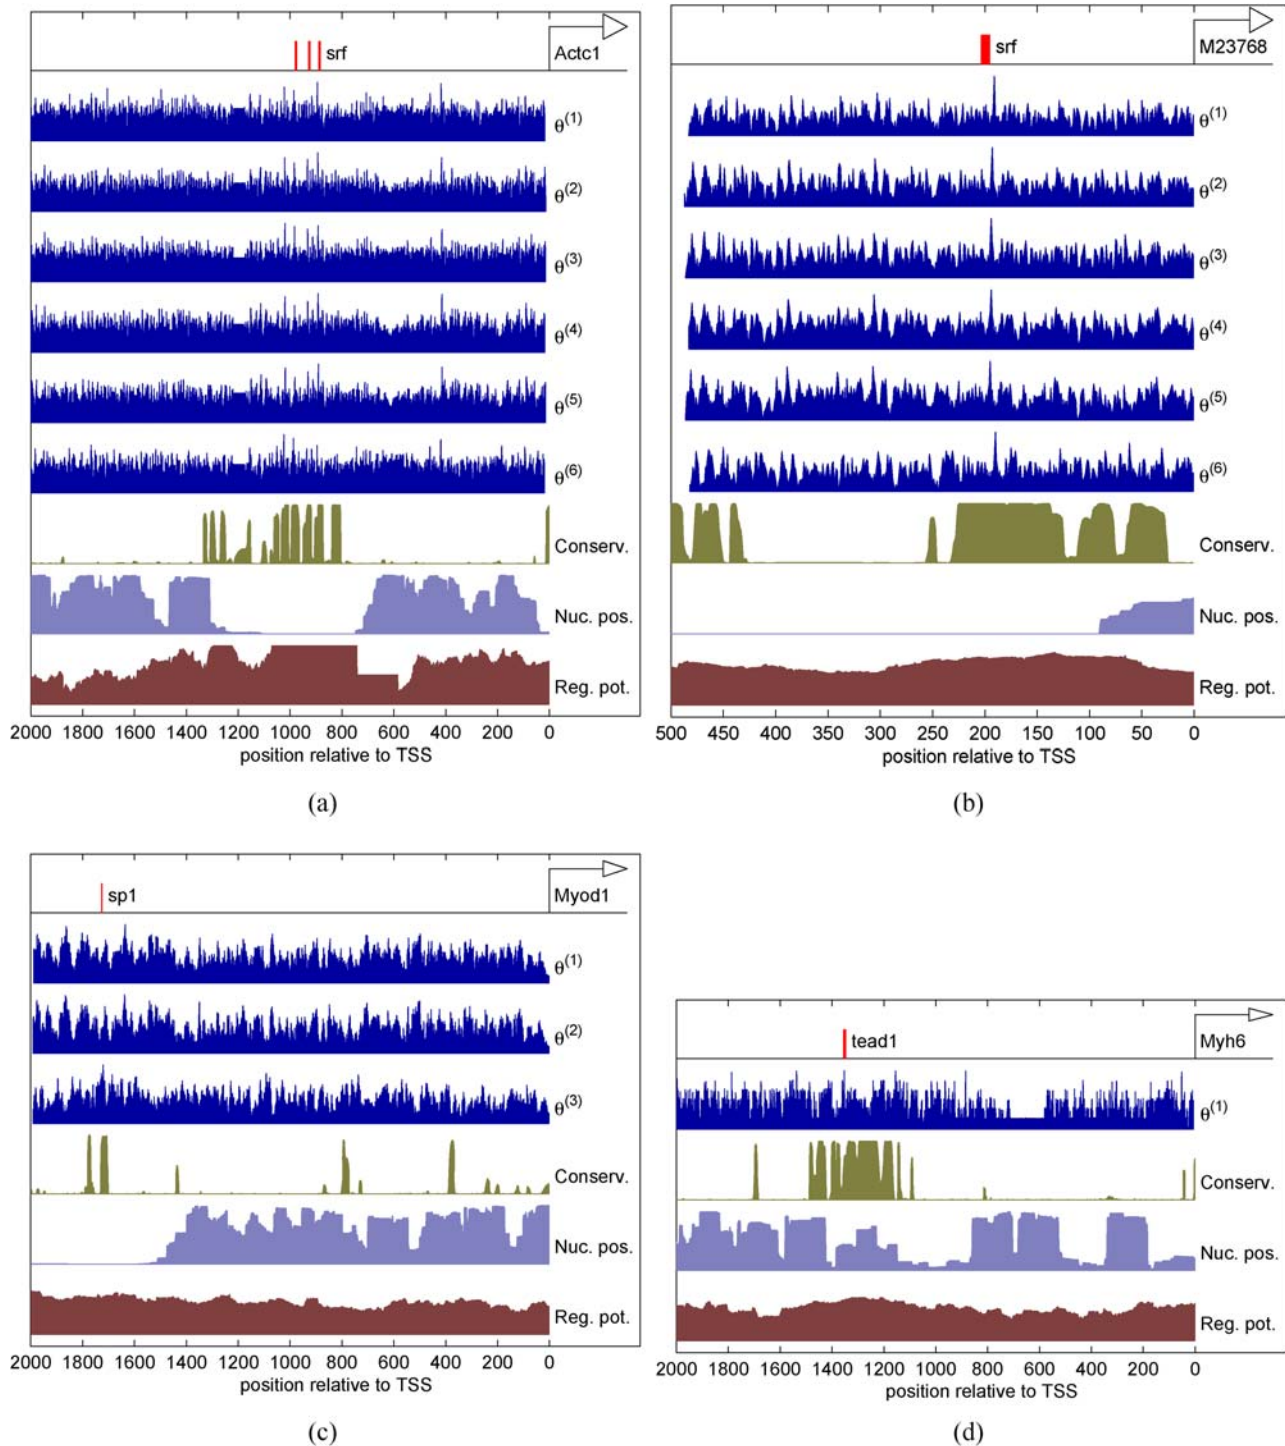 srf
Actc1
θ(1)
θ(2)
θ(3)
θ(4)
θ(5)
θ(6)
Conserv.
Nuc. pos.
Reg. pot.
2000 1800 1600 1400 1200 1000 800 600 400 200 0
position relative to TSS
(a)
srf
M23768
θ(1)
θ(2)
θ(3)
θ(4)
θ(5)
θ(6)
Conserv.
Nuc. pos.
Reg. pot.
500 450 400 350 300 250 200 150 100 50 0
position relative to TSS
(b)
sp1
Myod1
θ(1)
θ(2)
θ(3)
Conserv.
Nuc. pos.
Reg. pot.
2000 1800 1600 1400 1200 1000 800 600 400 200 0
position relative to TSS
(c)
tead1
Myh6
θ(1)
Conserv.
Nuc. pos.
Reg. pot.
2000 1800 1600 1400 1200 1000 800 600 400 200 0
position relative to TSS
(d)